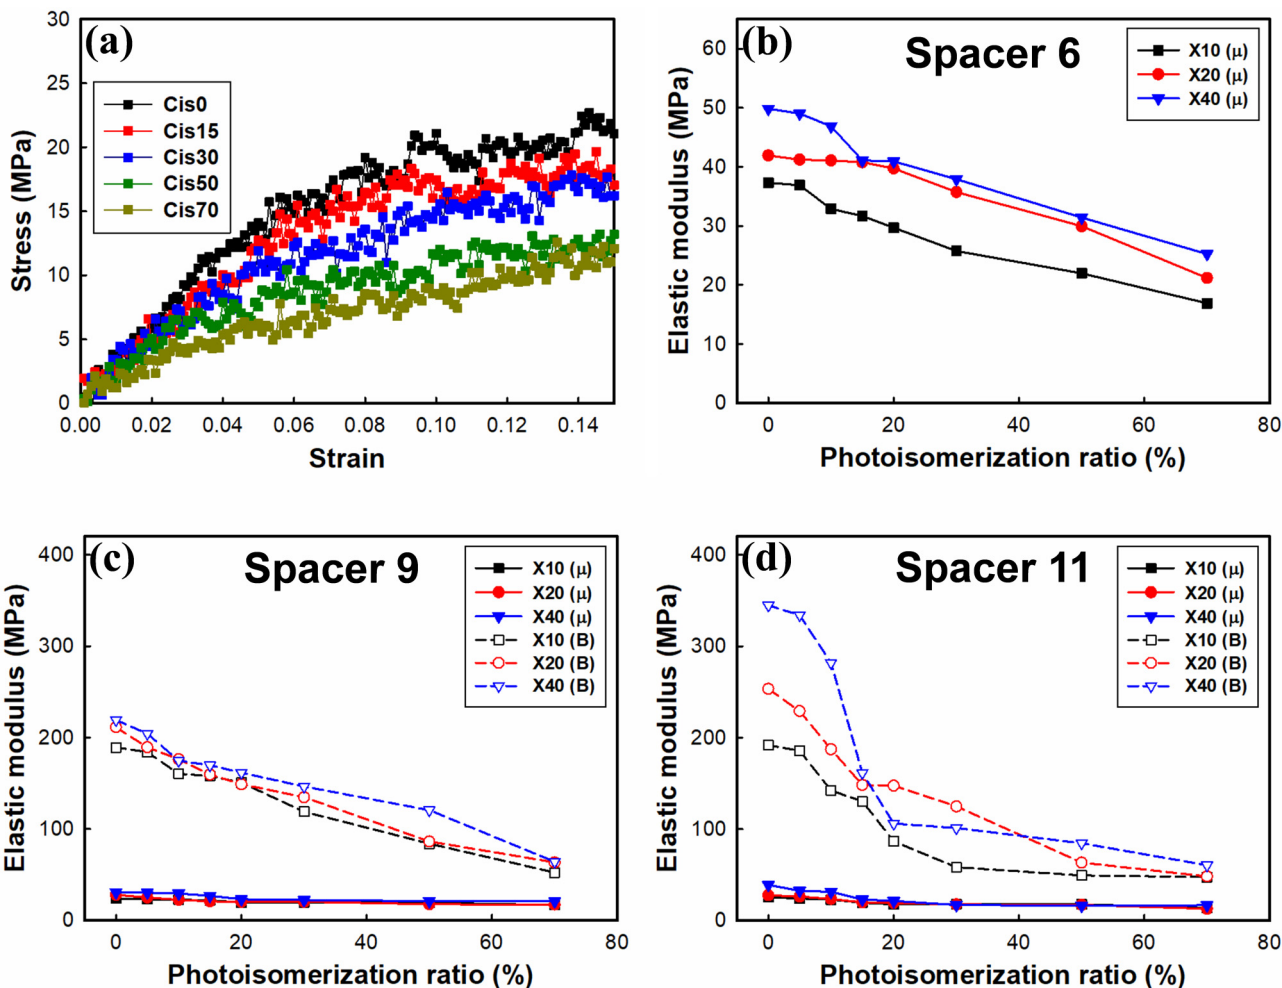 (a)
30
25
20
15
10
5
0
Stress (MPa)
Cis0
Cis15
Cis30
Cis50
Cis70
0.00 0.02 0.04 0.06 0.08 0.10 0.12 0.14
Strain
(b)
Spacer 6
60
50
40
30
20
10
0
Elastic modulus (MPa)
X10 (μ)
X20 (μ)
X40 (μ)
0 20 40 60 80
Photoisomerization ratio (%)
(c)
Spacer 9
400
300
200
100
0
Elastic modulus (MPa)
X10 (μ)
X20 (μ)
X40 (μ)
X10 (B)
X20 (B)
X40 (B)
0 20 40 60 80
Photoisomerization ratio (%)
(d)
Spacer 11
400
300
200
100
0
Elastic modulus (MPa)
X10 (μ)
X20 (μ)
X40 (μ)
X10 (B)
X20 (B)
X40 (B)
0 20 40 60 80
Photoisomerization ratio (%)